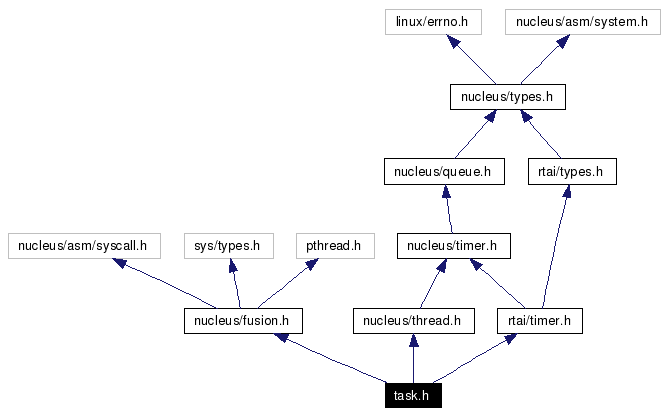 linux/errno.h
nucleus/asm/system.h
nucleus/types.h
nucleus/queue.h
rtai/types.h
nucleus/asm/syscall.h
sys/types.h
pthread.h
nucleus/timer.h
nucleus/fusion.h
nucleus/thread.h
rtai/timer.h
task.h